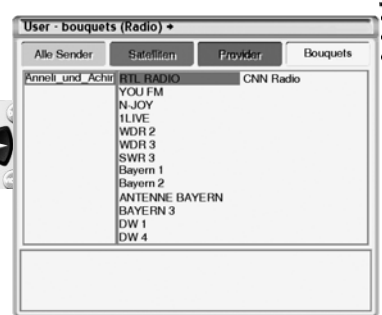 User - bouquets (Radio)
Alle Sender Satelliten Provider Bouquets
Anneli_und_Achim RTL RADIO CNN Radio
YOU FM
N-JOY
1LIVE
WDR 2
WDR 3
SWR 3
Bayern 1
Bayern 2
ANTENNE BAYERN
BAYERN 3
DW 1
DW 4